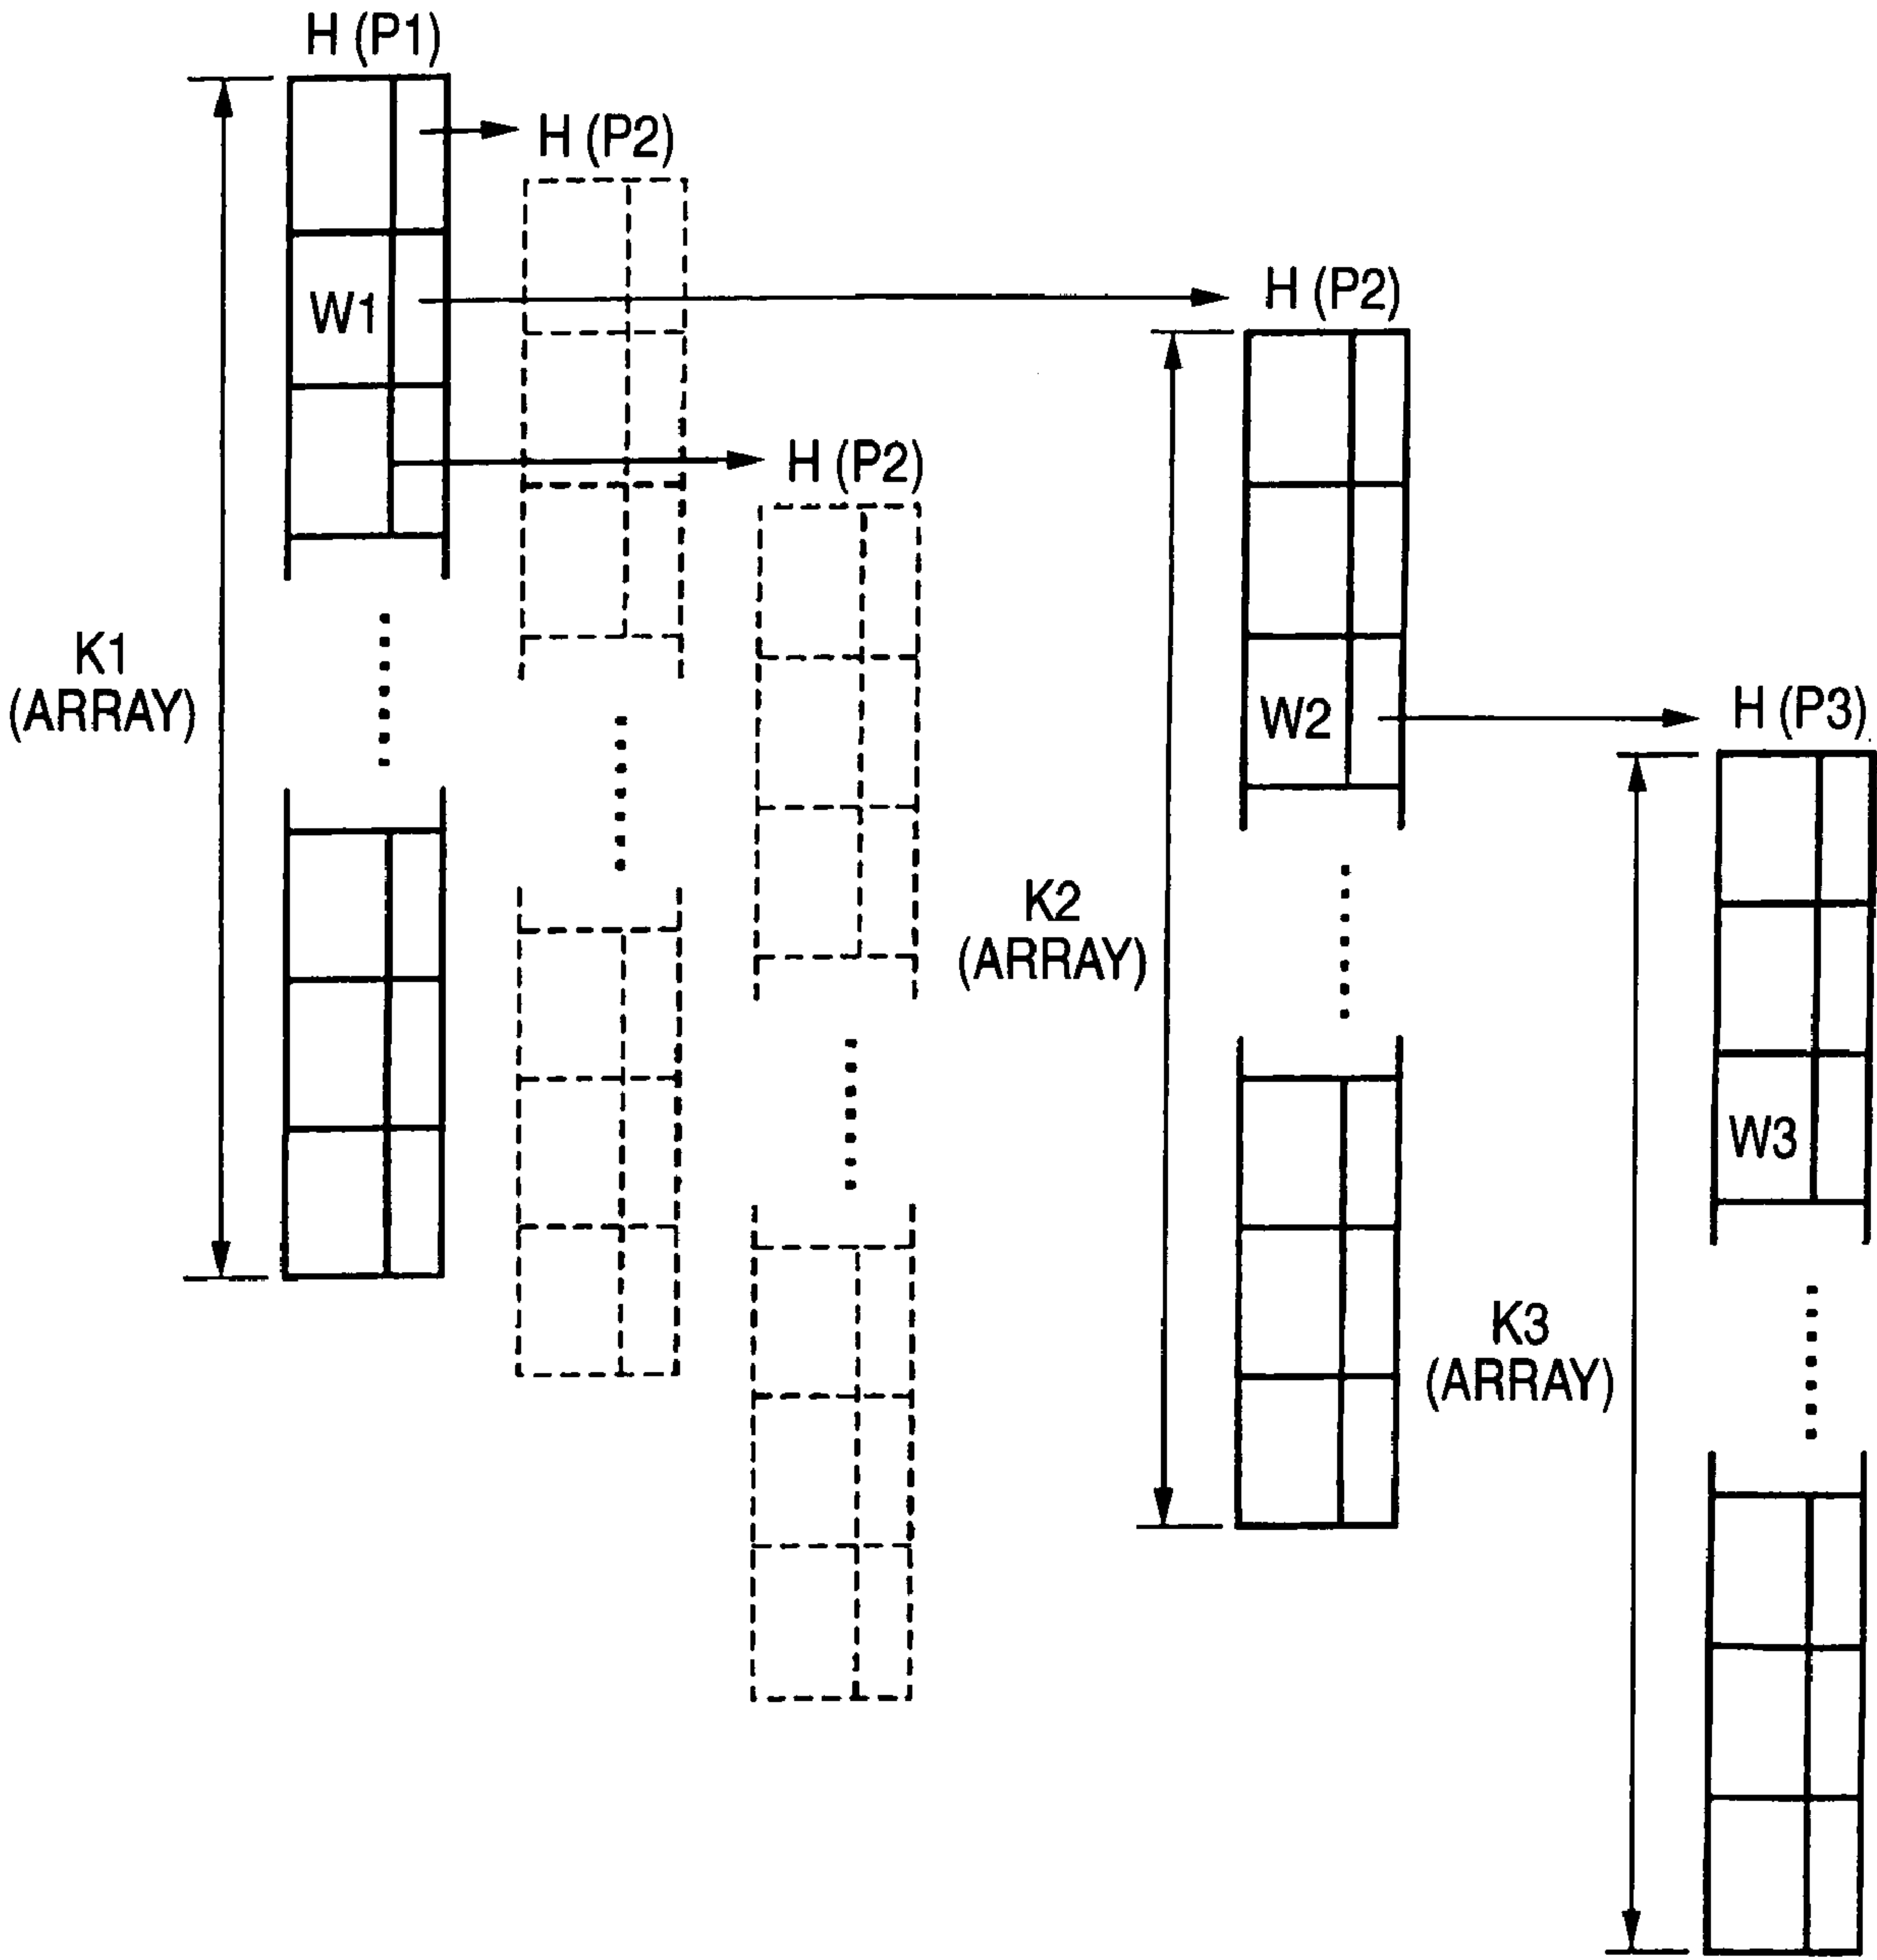 H (P1)
H (P2)
W1
H (P2)
H (P2)
K1
(ARRAY)
W2
H (P3)
K2
(ARRAY)
W3
K3
(ARRAY)